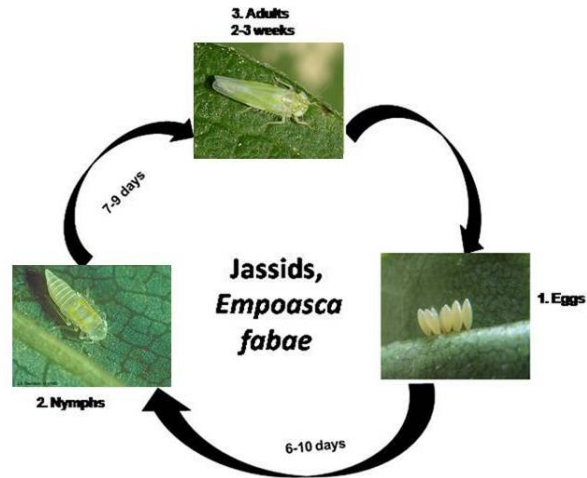 3. Adults
2-3 weeks
7-9 days
Jassids,
Empoasca
fabae
1. Eggs
2. Nymphs
6-10 days